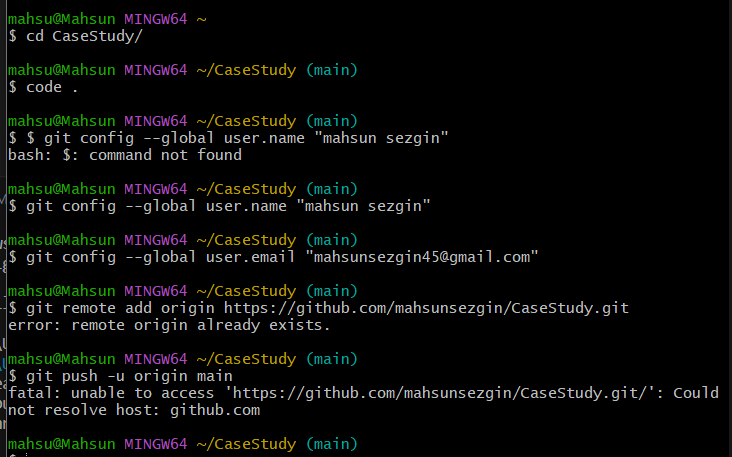 mahsu@Mahsun MINGW64 ~
$ cd CaseStudy/
mahsu@Mahsun MINGW64 ~/CaseStudy (main)
$ code .
mahsu@Mahsun MINGW64 ~/CaseStudy (main)
$ $ git config --global user.name "mahsun sezgin"
bash: $: command not found
mahsu@Mahsun MINGW64 ~/CaseStudy (main)
$ git config --global user.name "mahsun sezgin"
mahsu@Mahsun MINGW64 ~/CaseStudy (main)
$ git config --global user.email "mahsunsezgin45@gmail.com"
mahsu@Mahsun MINGW64 ~/CaseStudy (main)
$ git remote add origin https://github.com/mahsunsezgin/CaseStudy.git
error: remote origin already exists.
mahsu@Mahsun MINGW64 ~/CaseStudy (main)
$ git push -u origin main
fatal: unable to access 'https://github.com/mahsunsezgin/CaseStudy.git/': Could
not resolve host: github.com
mahsu@Mahsun MINGW64 ~/CaseStudy (main)
$